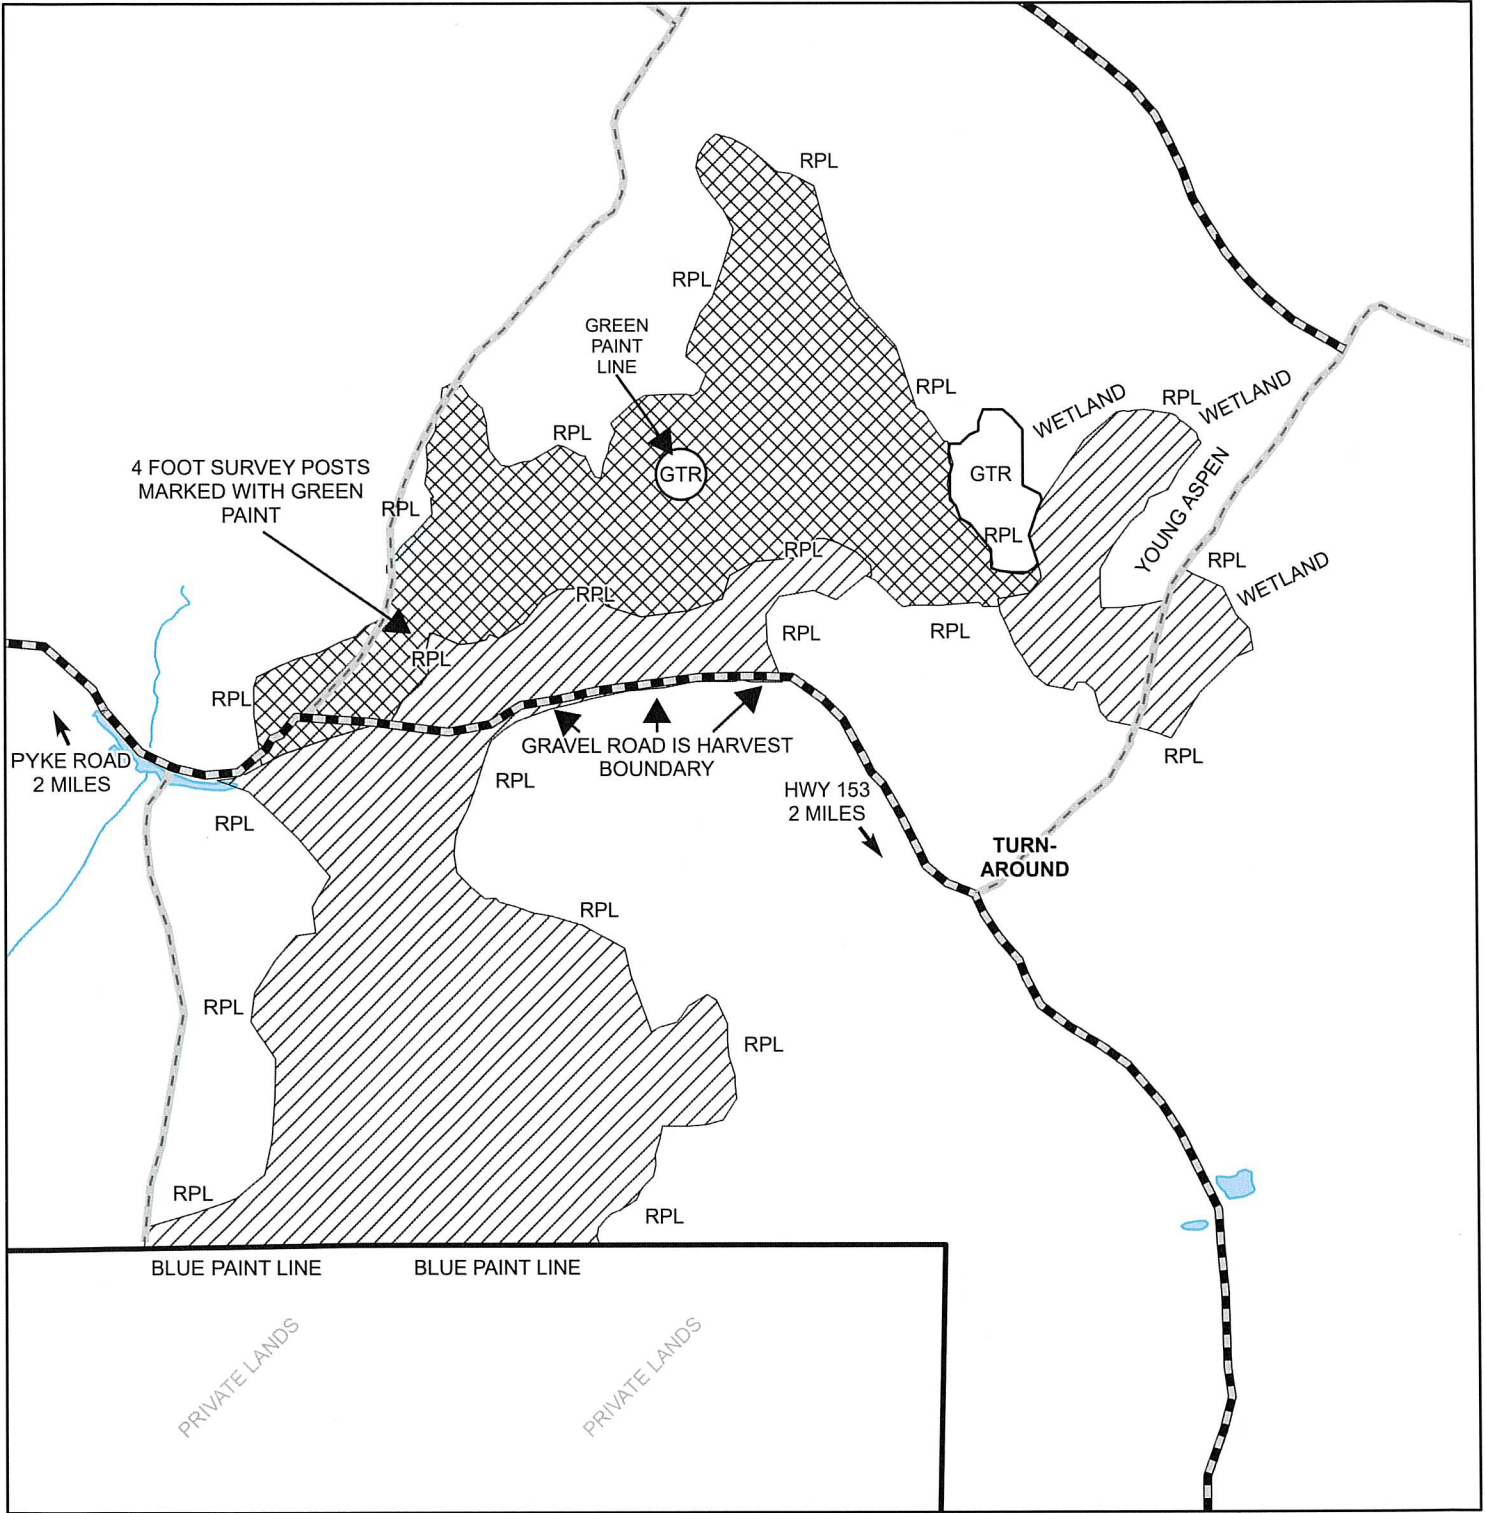 RPL
RPL
GREEN
PAINT
LINE
RPL
WETLAND
RPL
WETLAND
RPL
4 FOOT SURVEY POSTS
MARKED WITH GREEN
PAINT
GTR
GTR
YOUNG ASPEN
RPL
RPL
RPL
RPL
WETLAND
RPL
RPL
RPL
RPL
RPL
PYKE ROAD
2 MILES
GRAVEL ROAD IS HARVEST
BOUNDARY
RPL
RPL
HWY 153
2 MILES
RPL
TURN-
AROUND
RPL
RPL
RPL
RPL
RPL
BLUE PAINT LINE
BLUE PAINT LINE
PRIVATE LANDS
PRIVATE LANDS